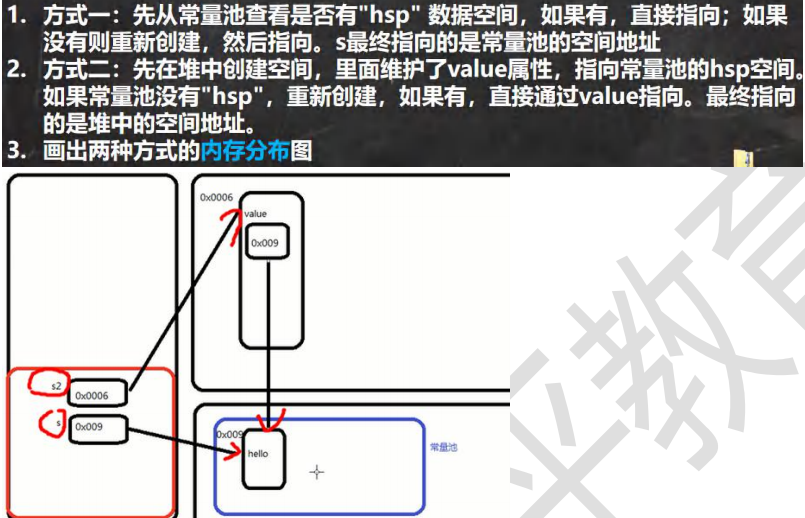 1. 方式一：先从常量池查看是否有"hsp" 数据空间，如果有，直接指向；如果
没有则重新创建，然后指向。s最终指向的是常量池的空间地址
2. 方式二：先在堆中创建空间，里面维护了value属性，指向常量池的hsp空间。
如果常量池没有"hsp"，重新创建，如果有，直接通过value指向。最终指向
的是堆中的空间地址。
3. 画出两种方式的内存分布图
0x0006
value
0x009
s2
0x0006
s
0x009
0x009
hello
常量池
平教育